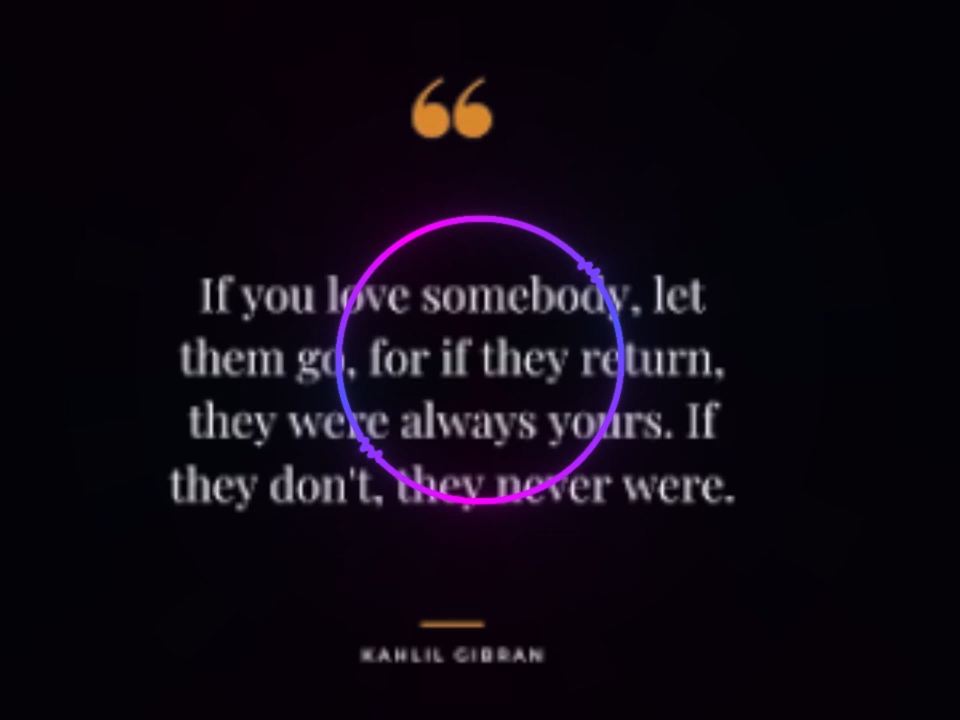 “
If you love somebody, let
them go, for if they return,
they were always yours. If
they don't, they never were.
KAHLIL GIBRAN